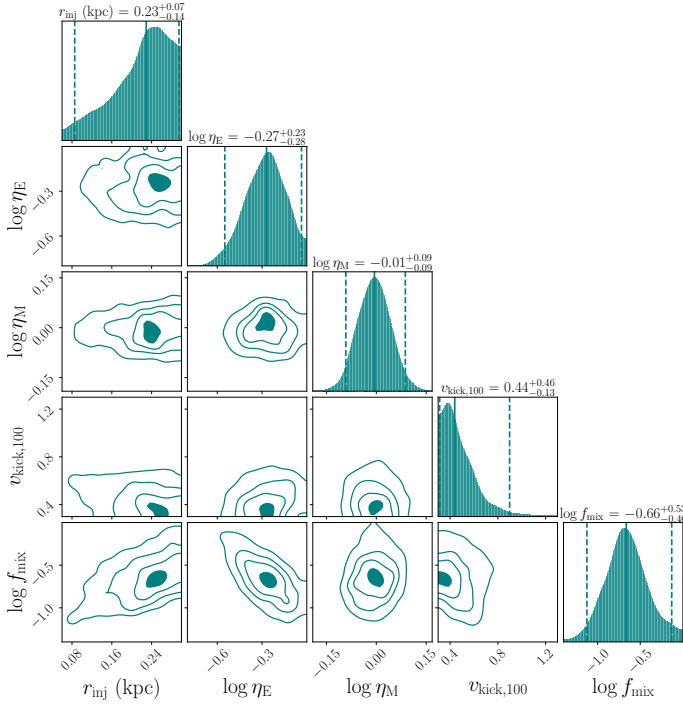 r_inj (kpc) = 0.23^{+0.07}_{-0.14}
log η_E = −0.27^{+0.23}_{-0.28}
−0.3
−0.6
log η_E
log η_M = −0.01^{+0.09}_{-0.09}
0.15
0.00
−0.15
log η_M
v_kick,100 = 0.44^{+0.46}_{-0.13}
1.2
0.8
0.4
v_kick,100
log f_mix = −0.66^{+0.53}_{-0.46}
−0.5
−1.0
log f_mix
0.08 0.16 0.24 −0.6 −0.3 −0.15 0.00 0.15 0.4 0.8 1.2 −1.0 −0.5
r_inj (kpc) log η_E log η_M v_kick,100 log f_mix